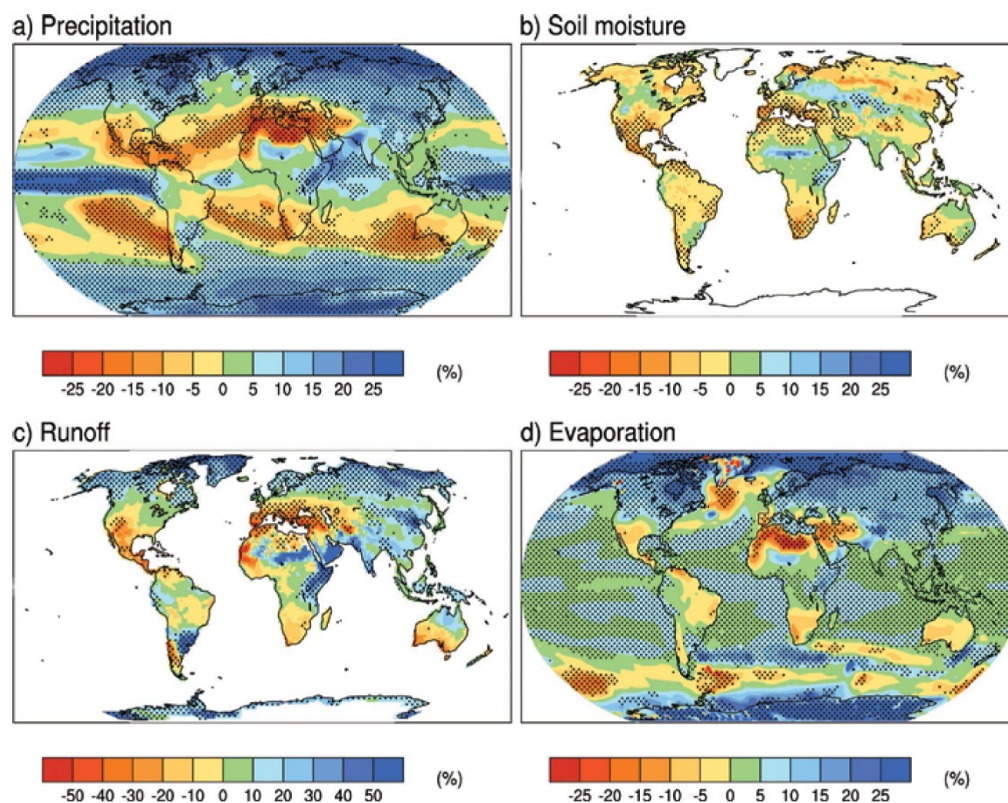 a) Precipitation
b) Soil moisture
-25 -20 -15 -10 -5 0 5 10 15 20 25 (%)
-25 -20 -15 -10 -5 0 5 10 15 20 25 (%)
c) Runoff
d) Evaporation
-50 -40 -30 -20 -10 0 10 20 30 40 50 (%)
-25 -20 -15 -10 -5 0 5 10 15 20 25 (%)